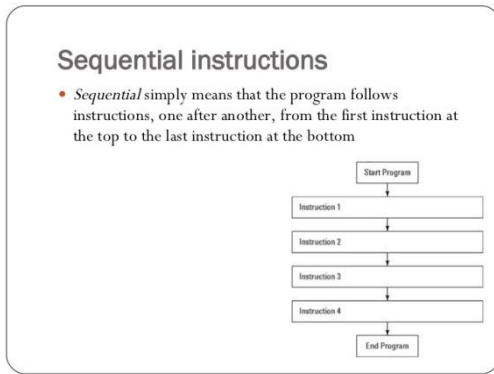 Sequential instructions
• Sequential simply means that the program follows
instructions, one after another, from the first instruction at
the top to the last instruction at the bottom
Start Program
Instruction 1
Instruction 2
Instruction 3
Instruction 4
End Program